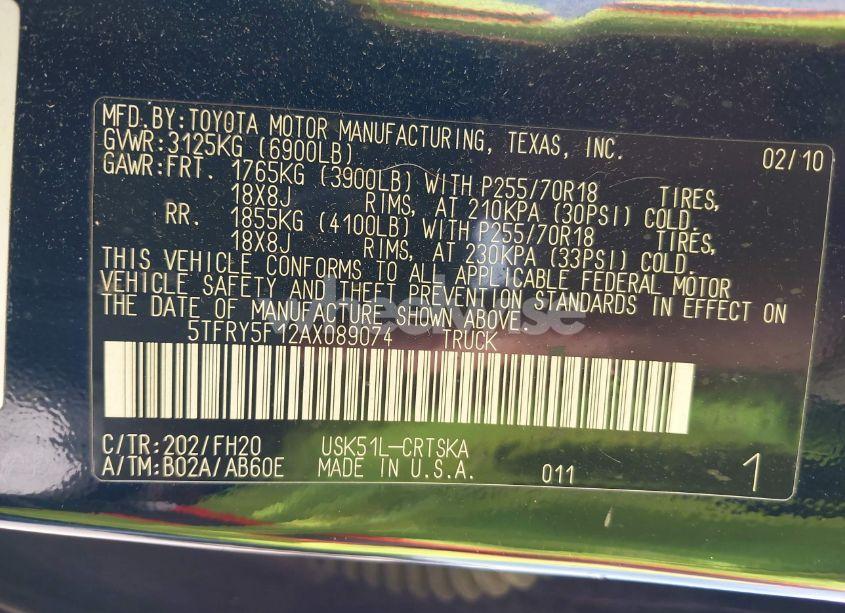 MFD.BY:TOYOTA MOTOR MANUFACTURING, TEXAS, INC. 02/10
GVWR:3125KG (6900LB)
GAWR:FRT. 1765KG (3900LB) WITH P255/70R18 TIRES,
18X8J RIMS, AT 210KPA (30PSI) COLD.
RR. 1855KG (4100LB) WITH P255/70R18 TIRES,
18X8J RIMS, AT 230KPA (33PSI) COLD.
THIS VEHICLE CONFORMS TO ALL APPLICABLE FEDERAL MOTOR
VEHICLE SAFETY AND THEFT PREVENTION STANDARDS IN EFFECT ON
THE DATE OF MANUFACTURE SHOWN ABOVE.
5TFRY5F12AX089074 TRUCK
C/TR:202/FH20 USK51L-CRTSKA
A/TM:B02A/AB60E MADE IN U.S.A. 011 1